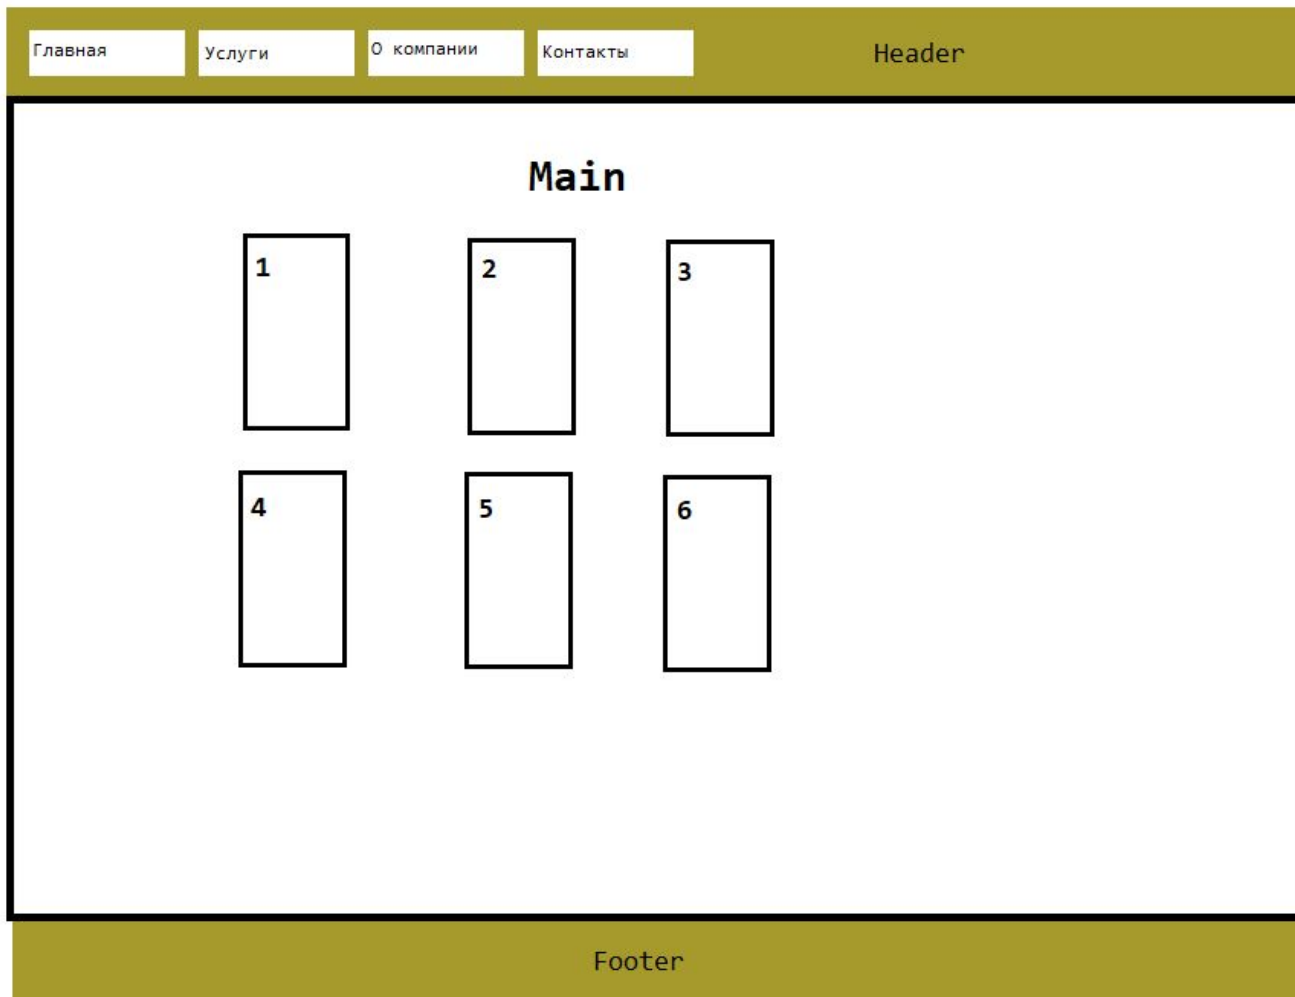 Главная
Услуги
О компании
Контакты
Header
Main
1
2
3
4
5
6
Footer